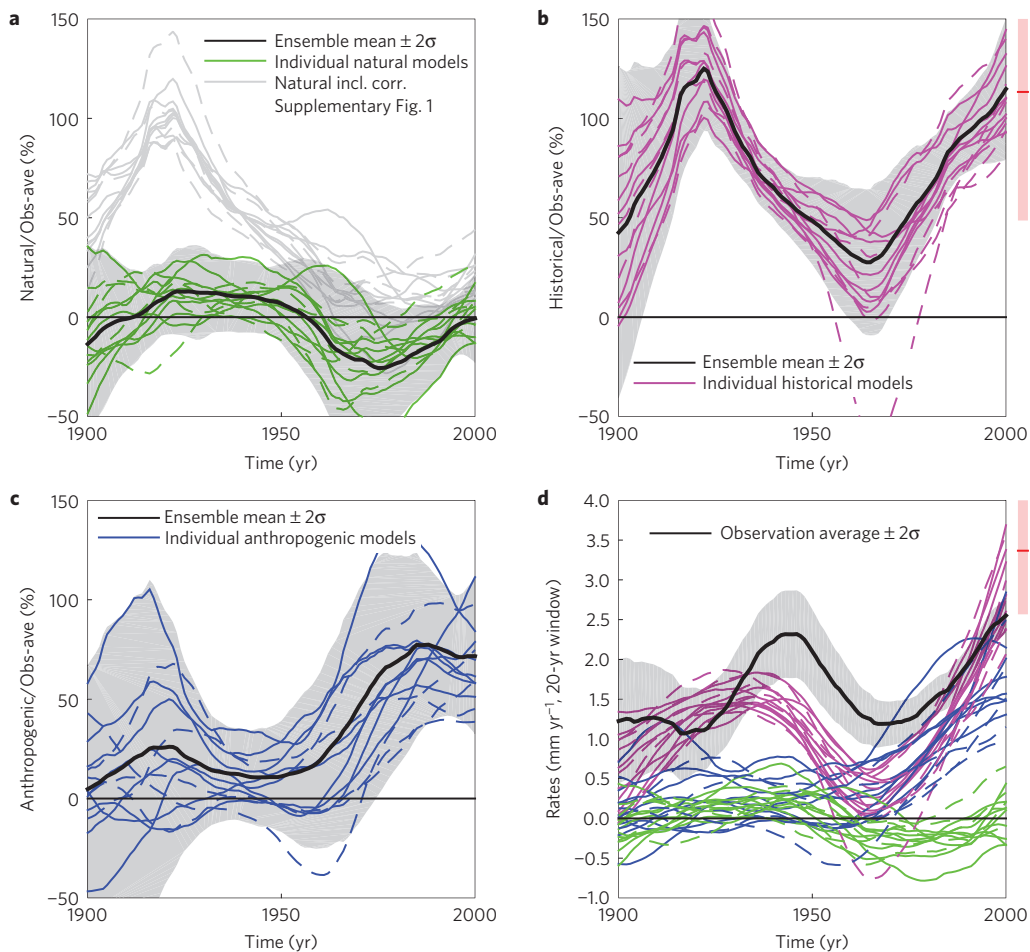 a
150
100
50
0
−50
Natural/Obs-ave (%)
Ensemble mean ± 2σ
Individual natural models
Natural incl. corr.
Supplementary Fig. 1
1900
1950
2000
Time (yr)
b
150
100
50
0
−50
Historical/Obs-ave (%)
Ensemble mean ± 2σ
Individual historical models
1900
1950
2000
Time (yr)
c
150
100
50
0
−50
Anthropogenic/Obs-ave (%)
Ensemble mean ± 2σ
Individual anthropogenic models
1900
1950
2000
Time (yr)
d
4.0
3.5
3.0
2.5
2.0
1.5
1.0
0.5
0.0
−0.5
−1.0
Rates (mm yr⁻¹, 20-yr window)
Observation average ± 2σ
1900
1950
2000
Time (yr)